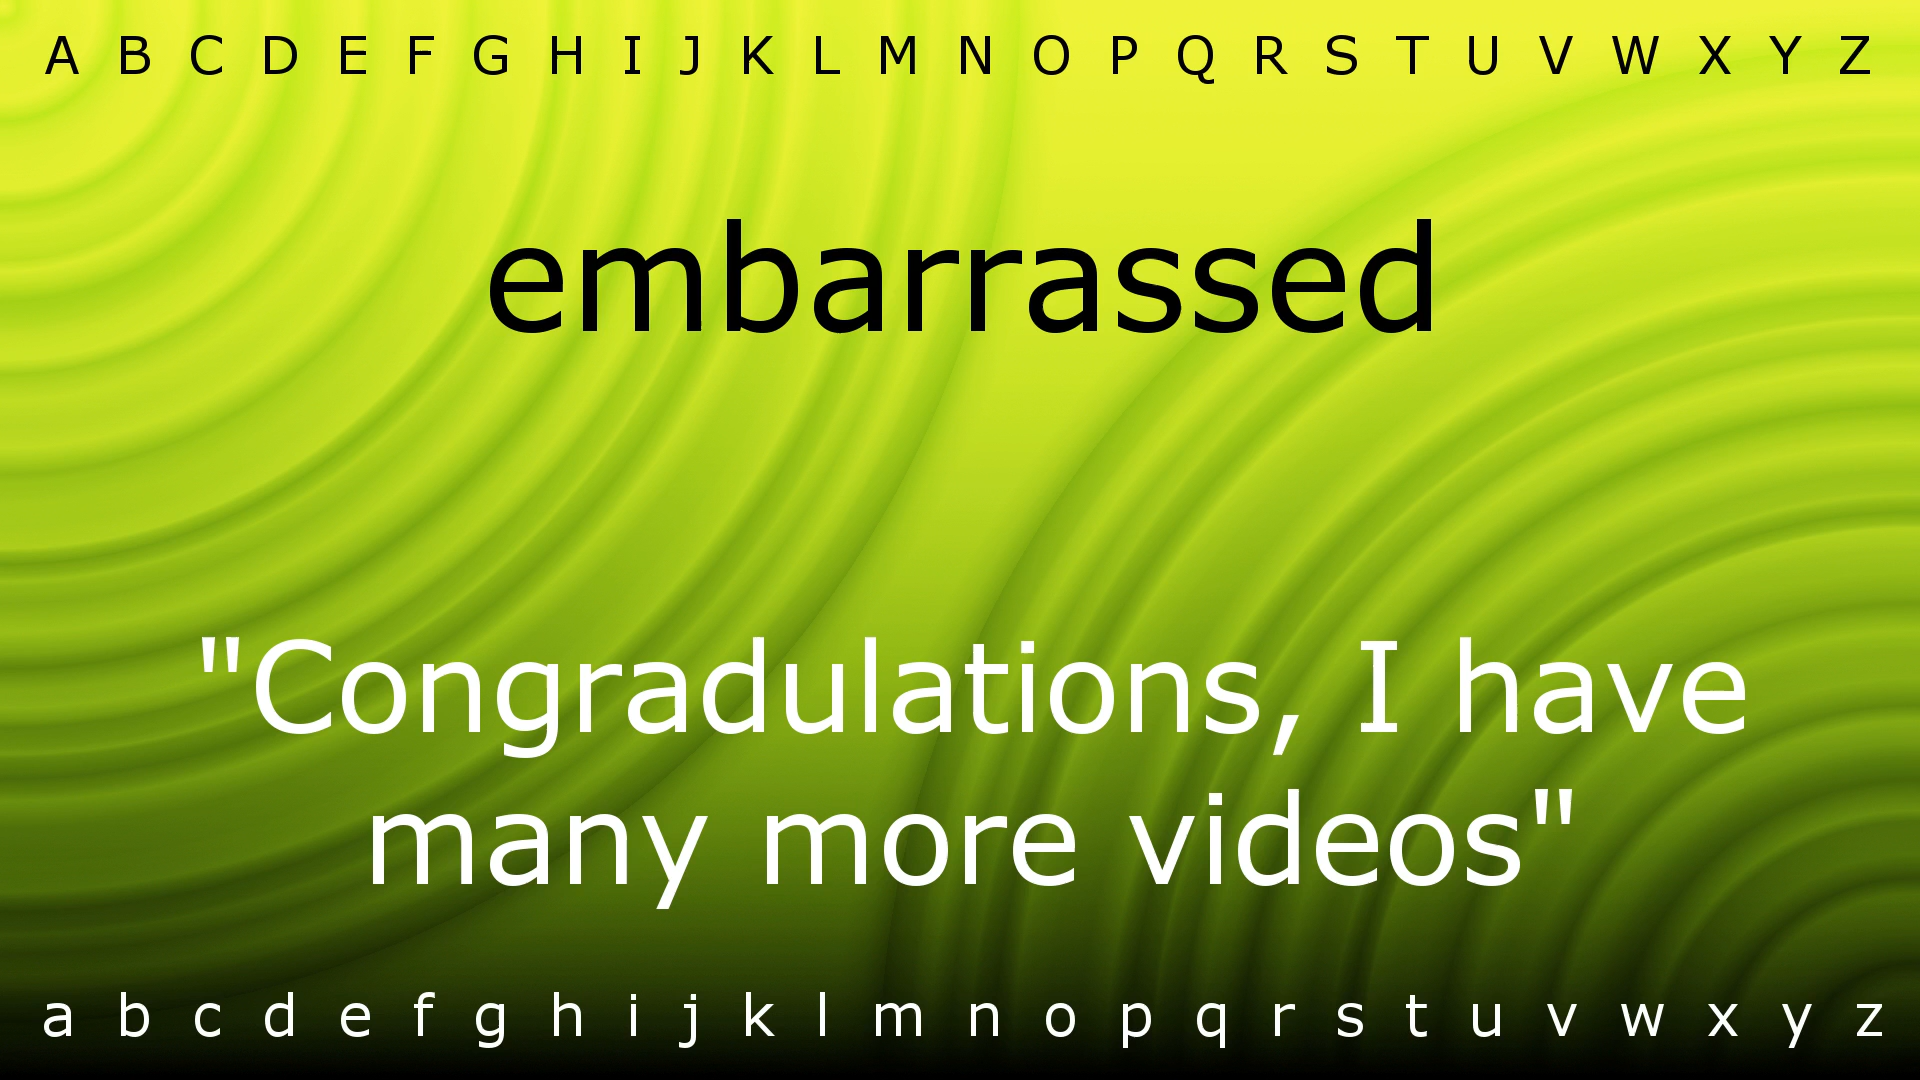 A B C D E F G H I J K L M N O P Q R S T U V W X Y Z
embarrassed
"Congradulations, I have
many more videos"
a b c d e f g h i j k l m n o p q r s t u v w x y z